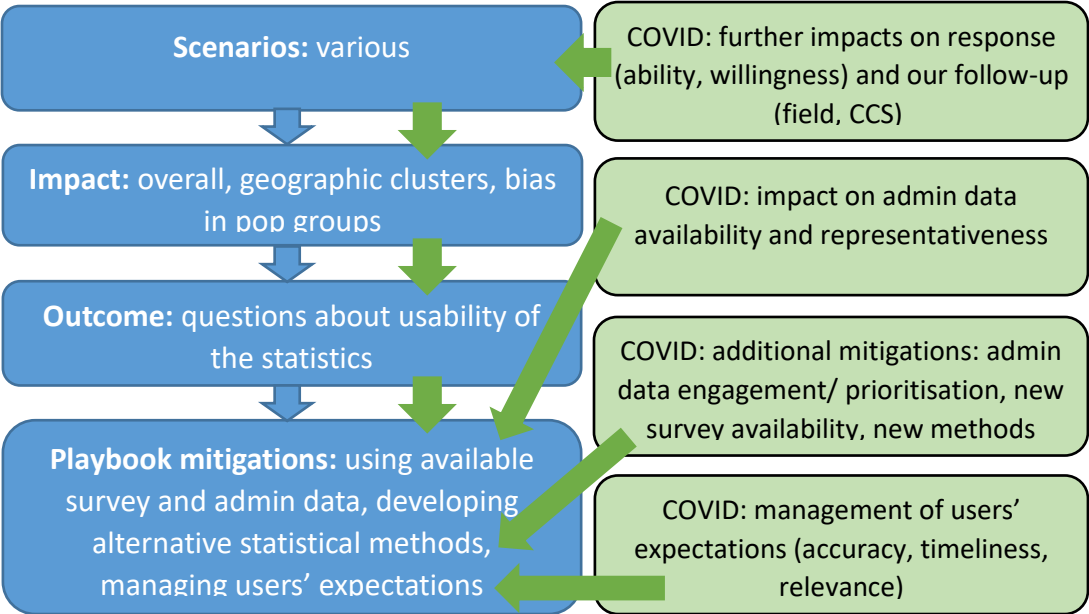 Scenarios: various
Impact: overall, geographic clusters, bias
in pop groups
Outcome: questions about usability of
the statistics
Playbook mitigations: using available
survey and admin data, developing
alternative statistical methods,
managing users’ expectations
COVID: further impacts on response
(ability, willingness) and our follow-up
(field, CCS)
COVID: impact on admin data
availability and representativeness
COVID: additional mitigations: admin
data engagement/ prioritisation, new
survey availability, new methods
COVID: management of users’
expectations (accuracy, timeliness,
relevance)